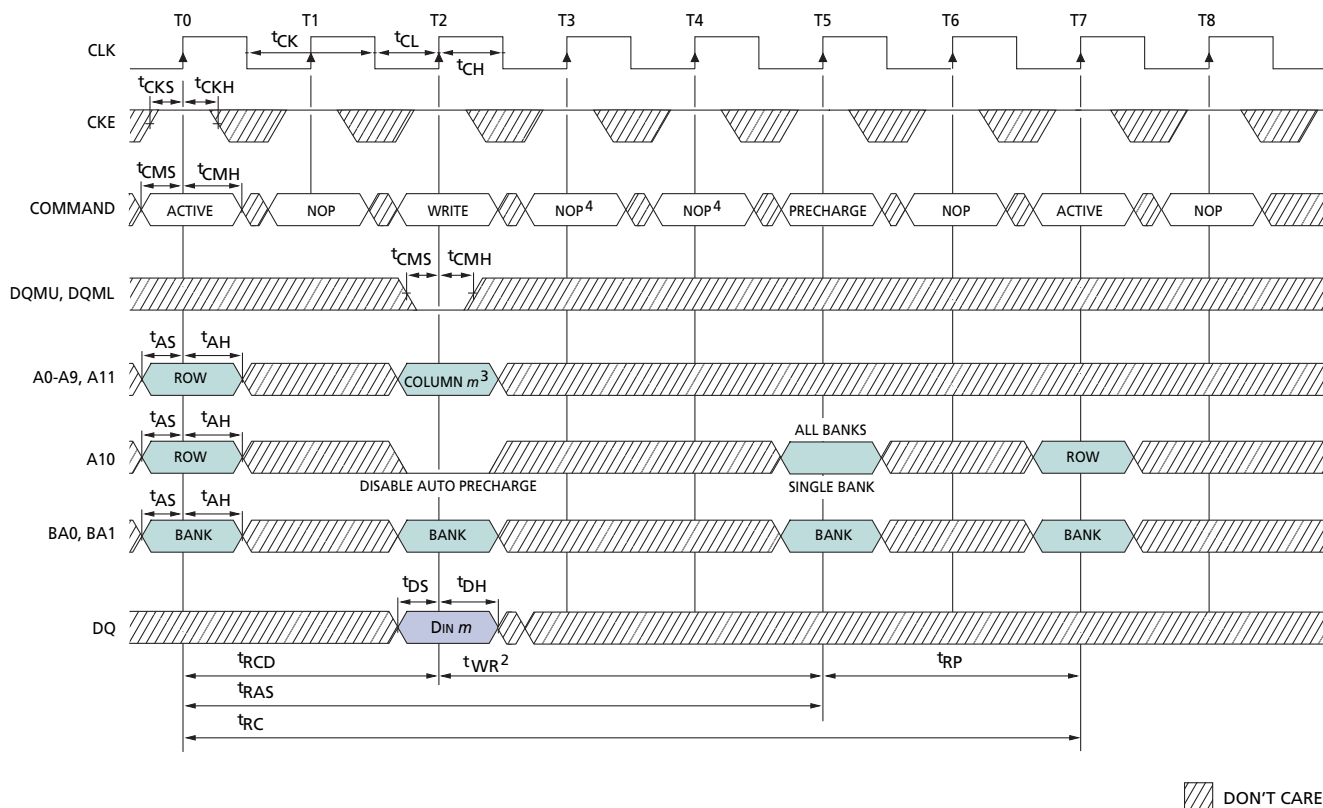 T0 T1 T2 T3 T4 T5 T6 T7 T8
CLK
tCK tCL
tCH
tCKS tCKH
CKE
tCMS tCMH
COMMAND ACTIVE NOP WRITE NOP4 NOP4 PRECHARGE NOP ACTIVE NOP
tCMS tCMH
DQMU, DQML
tAS tAH
A0-A9, A11 ROW COLUMN m3
tAS tAH
ALL BANKS
A10 ROW ROW
DISABLE AUTO PRECHARGE SINGLE BANK
tAS tAH
BA0, BA1 BANK BANK BANK BANK
tDS tDH
DQ DIN m
tRCD tWR2 tRP
tRAS
tRC
DON'T CARE